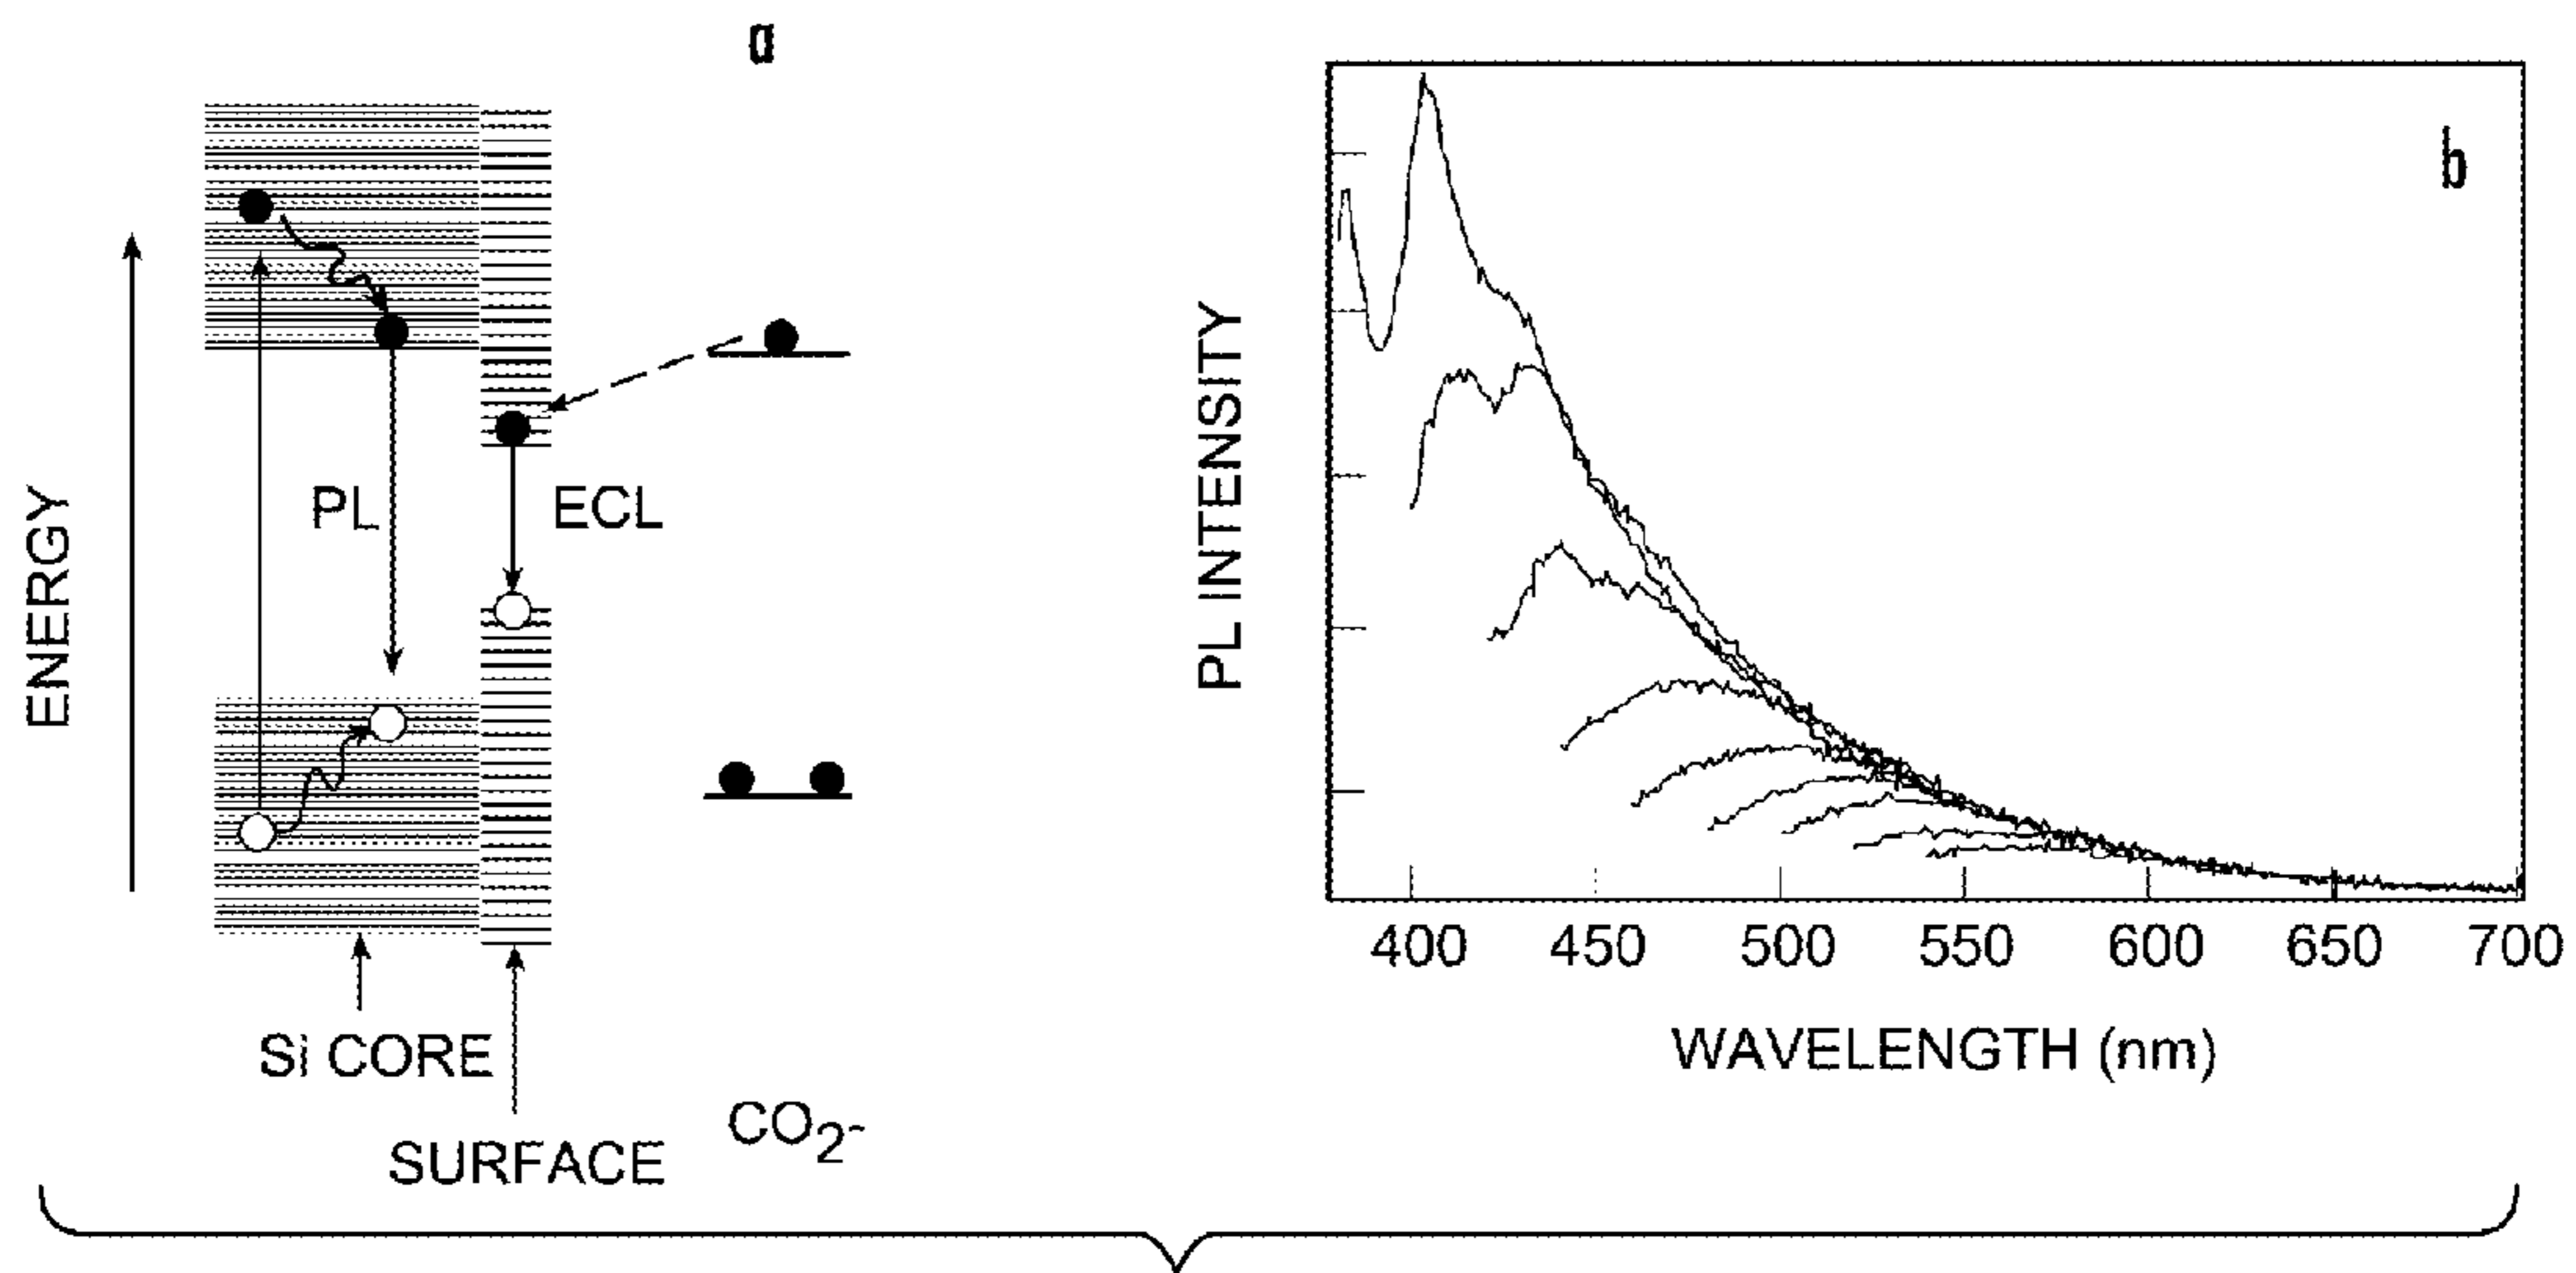 a
ENERGY
PL
ECL
Si CORE
SURFACE
CO2-
b
PL INTENSITY
400 450 500 550 600 650 700
WAVELENGTH (nm)